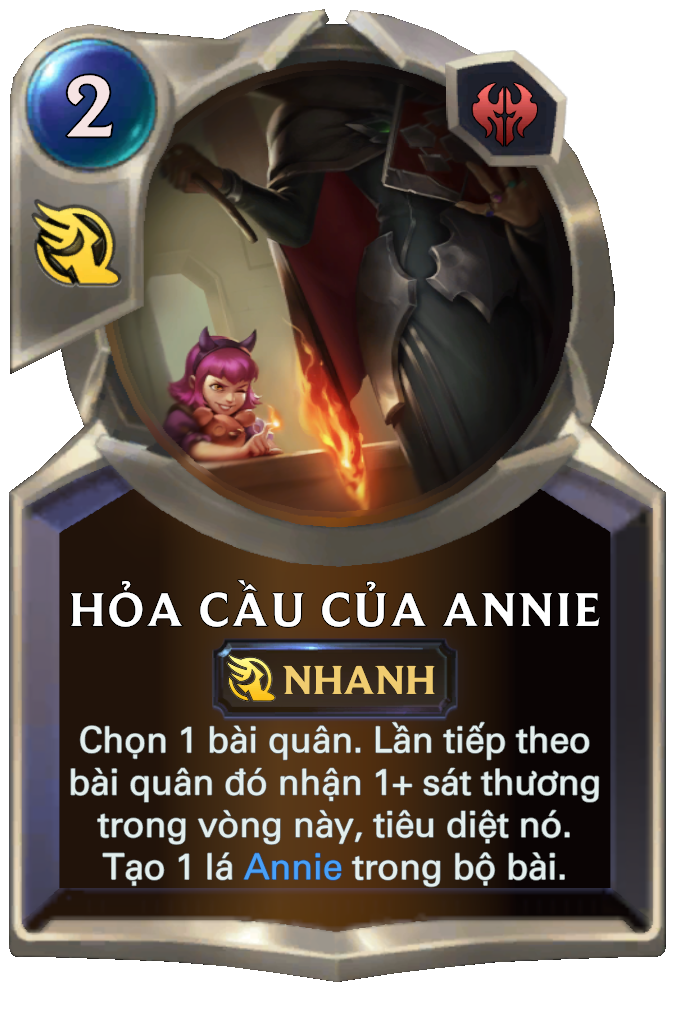 2
HỎA CẦU CỦA ANNIE
NHANH
Chọn 1 bài quân. Lần tiếp theo
bài quân đó nhận 1+ sát thương
trong vòng này, tiêu diệt nó.
Tạo 1 lá Annie trong bộ bài.